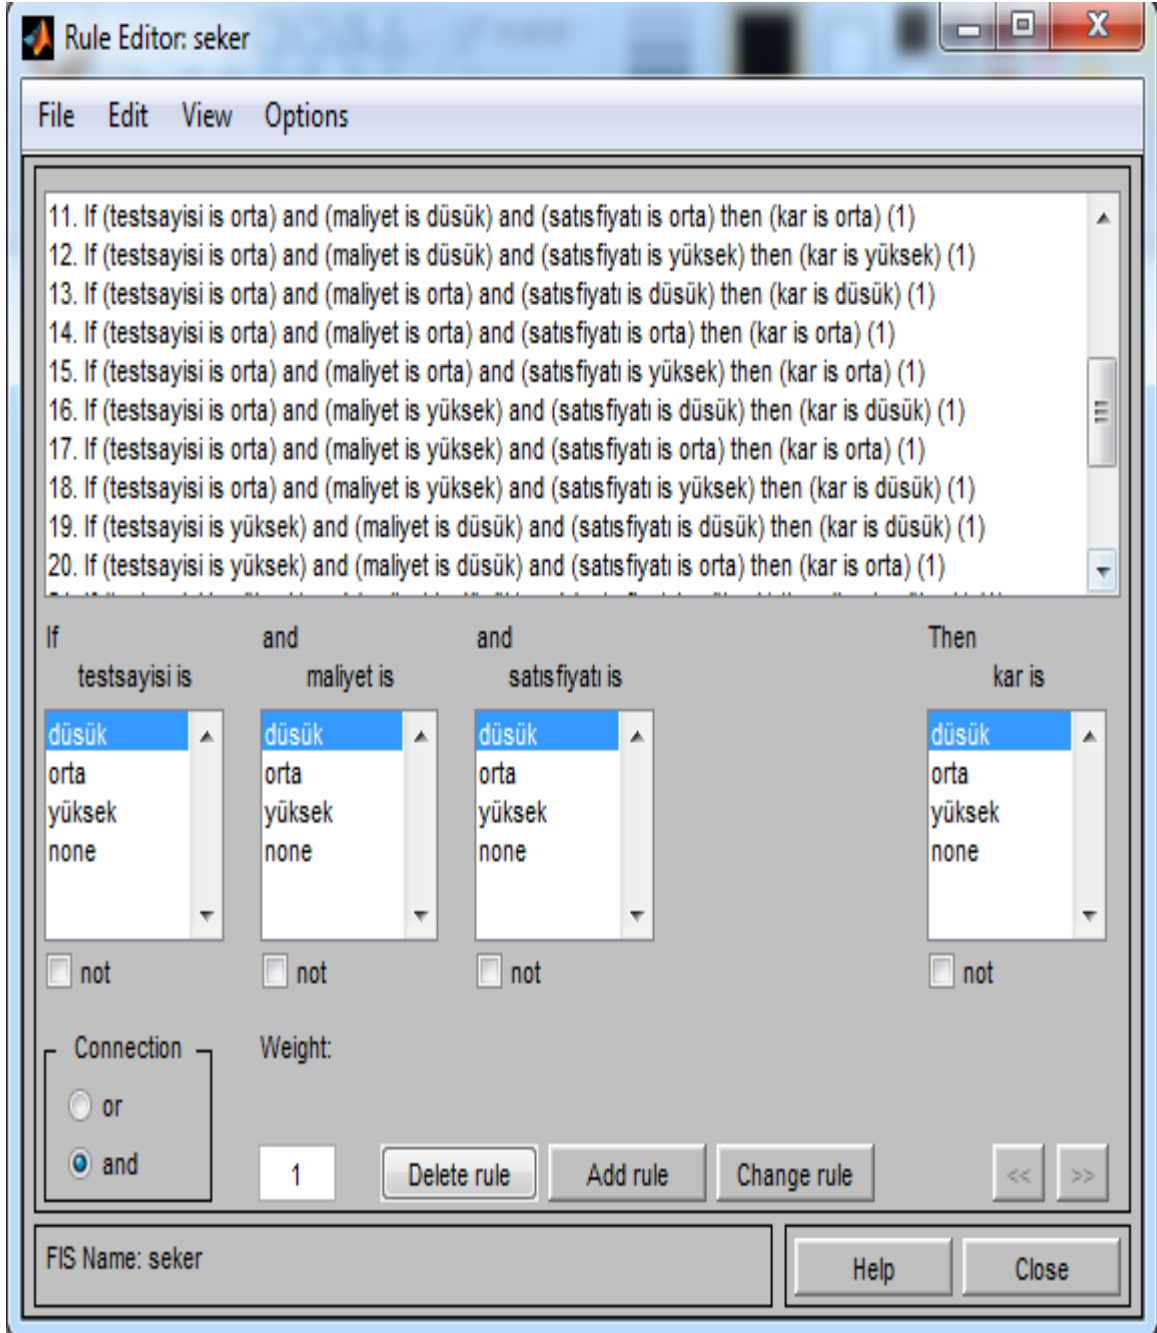 Rule Editor: seker
File Edit View Options
11. If (testsayisi is orta) and (maliyet is düsük) and (satısfiyatı is orta) then (kar is orta) (1)
12. If (testsayisi is orta) and (maliyet is düsük) and (satısfiyatı is yüksek) then (kar is yüksek) (1)
13. If (testsayisi is orta) and (maliyet is orta) and (satısfiyatı is düsük) then (kar is düsük) (1)
14. If (testsayisi is orta) and (maliyet is orta) and (satısfiyatı is orta) then (kar is orta) (1)
15. If (testsayisi is orta) and (maliyet is orta) and (satısfiyatı is yüksek) then (kar is orta) (1)
16. If (testsayisi is orta) and (maliyet is yüksek) and (satısfiyatı is düsük) then (kar is düsük) (1)
17. If (testsayisi is orta) and (maliyet is yüksek) and (satısfiyatı is orta) then (kar is orta) (1)
18. If (testsayisi is orta) and (maliyet is yüksek) and (satısfiyatı is yüksek) then (kar is düsük) (1)
19. If (testsayisi is yüksek) and (maliyet is düsük) and (satısfiyatı is düsük) then (kar is düsük) (1)
20. If (testsayisi is yüksek) and (maliyet is düsük) and (satısfiyatı is orta) then (kar is orta) (1)
If and and Then
testsayisi is maliyet is satısfiyatı is kar is
düsük düsük düsük düsük
orta orta orta orta
yüksek yüksek yüksek yüksek
none none none none
not not not not
Connection Weight:
or
and 1 Delete rule Add rule Change rule << >>
FIS Name: seker Help Close